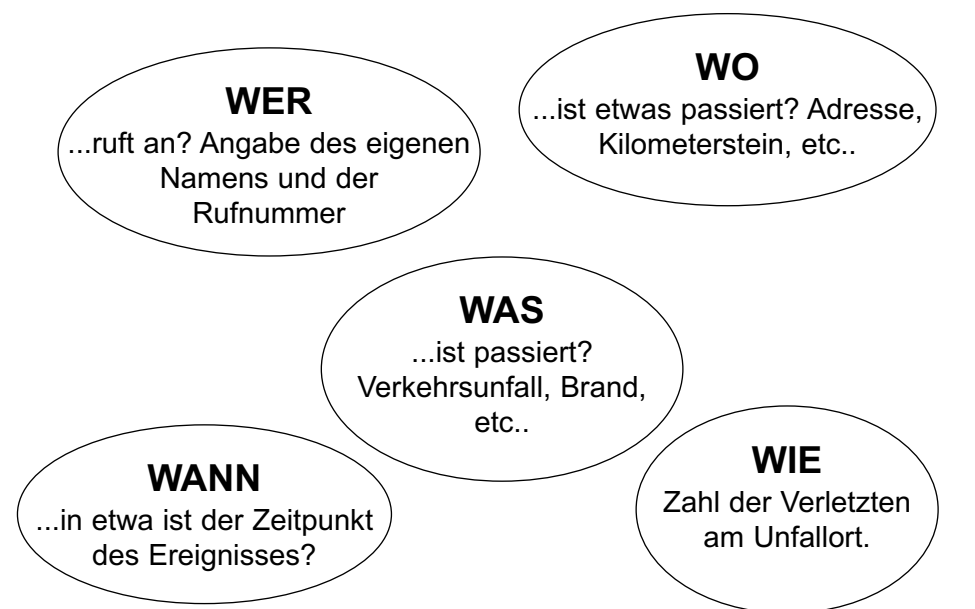 WER
...ruft an? Angabe des eigenen
Namens und der
Rufnummer
WO
...ist etwas passiert? Adresse,
Kilometerstein, etc..
WAS
...ist passiert?
Verkehrsunfall, Brand,
etc..
WANN
...in etwa ist der Zeitpunkt
des Ereignisses?
WIE
Zahl der Verletzten
am Unfallort.